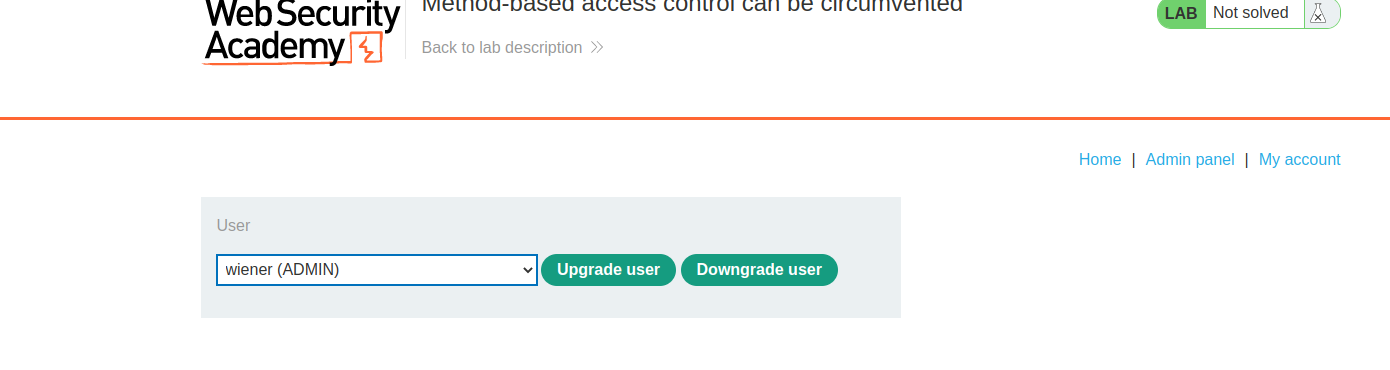 Web Security
Academy
Method-based access control can be circumvented
Back to lab description
LAB Not solved
Home | Admin panel | My account
User
wiener (ADMIN) Upgrade user Downgrade user